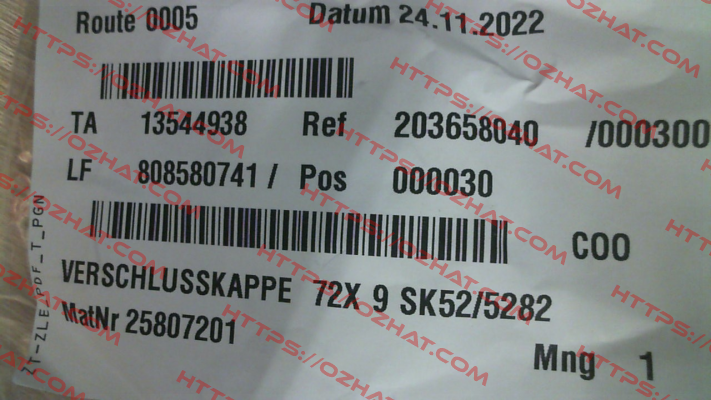 Route 0005 Datum 24.11.2022
TA 13544938 Ref 203658040 /000300
LF 808580741 / Pos 000030
COO
VERSCHLUSSKAPPE 72X 9 SK52/5282
MatNr 25807201
Mng 1
HTTPS://OZHAT.COM